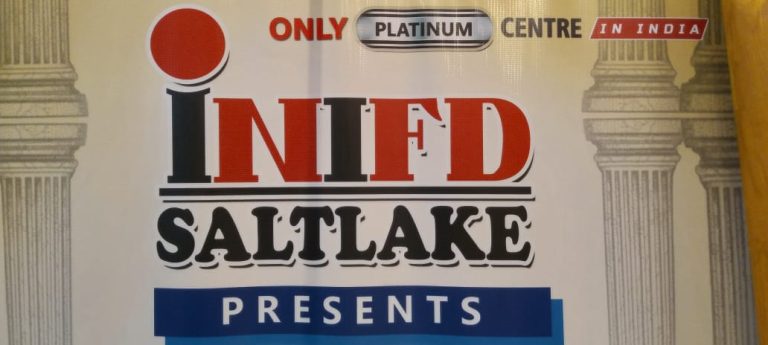 ONLY PLATINUM CENTRE IN INDIA
iNIFD
SALTLAKE
PRESENTS